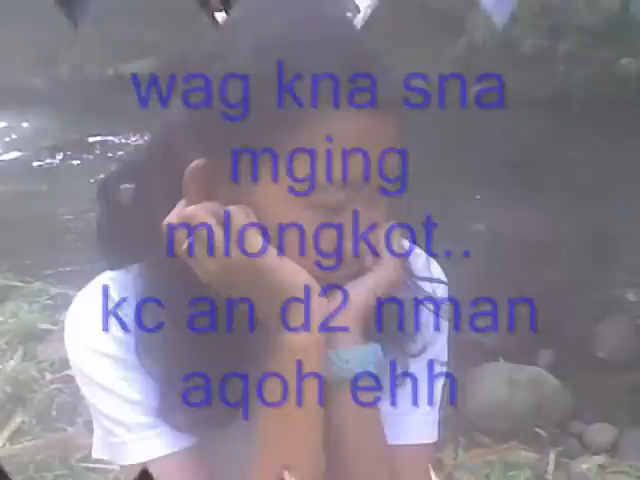 wag kna sna
mging
mlongkot..
kc an d2 nman
aqoh ehh